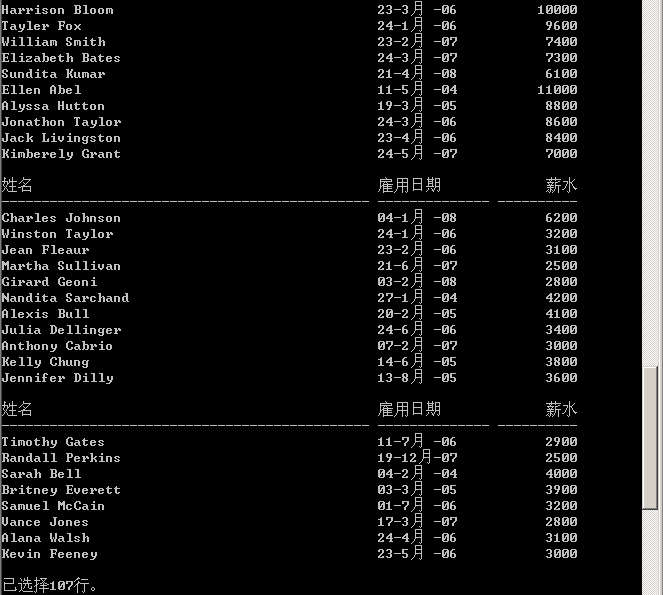 Harrison Bloom 23-3月 -06 10000
Tayler Fox 24-1月 -06 9600
William Smith 23-2月 -07 7400
Elizabeth Bates 24-3月 -07 7300
Sundita Kumar 21-4月 -08 6100
Ellen Abel 11-5月 -04 11000
Alyssa Hutton 19-3月 -05 8800
Jonathon Taylor 24-3月 -06 8600
Jack Livingston 23-4月 -06 8400
Kimberely Grant 24-5月 -07 7000
姓名 雇用日期 薪水
----------------------------------------------- -------------- ----------
Charles Johnson 04-1月 -08 6200
Winston Taylor 24-1月 -06 3200
Jean Fleaur 23-2月 -06 3100
Martha Sullivan 21-6月 -07 2500
Girard Geoni 03-2月 -08 2800
Nandita Sarchand 27-1月 -04 4200
Alexis Bull 20-2月 -05 4100
Julia Dellinger 24-6月 -06 3400
Anthony Cabrio 07-2月 -07 3000
Kelly Chung 14-6月 -05 3800
Jennifer Dilly 13-8月 -05 3600
姓名 雇用日期 薪水
----------------------------------------------- -------------- ----------
Timothy Gates 11-7月 -06 2900
Randall Perkins 19-12月-07 2500
Sarah Bell 04-2月 -04 4000
Britney Everett 03-3月 -05 3900
Samuel McCain 01-7月 -06 3200
Vance Jones 17-3月 -07 2800
Alana Walsh 24-4月 -06 3100
Kevin Feeney 23-5月 -06 3000
已选择107行。